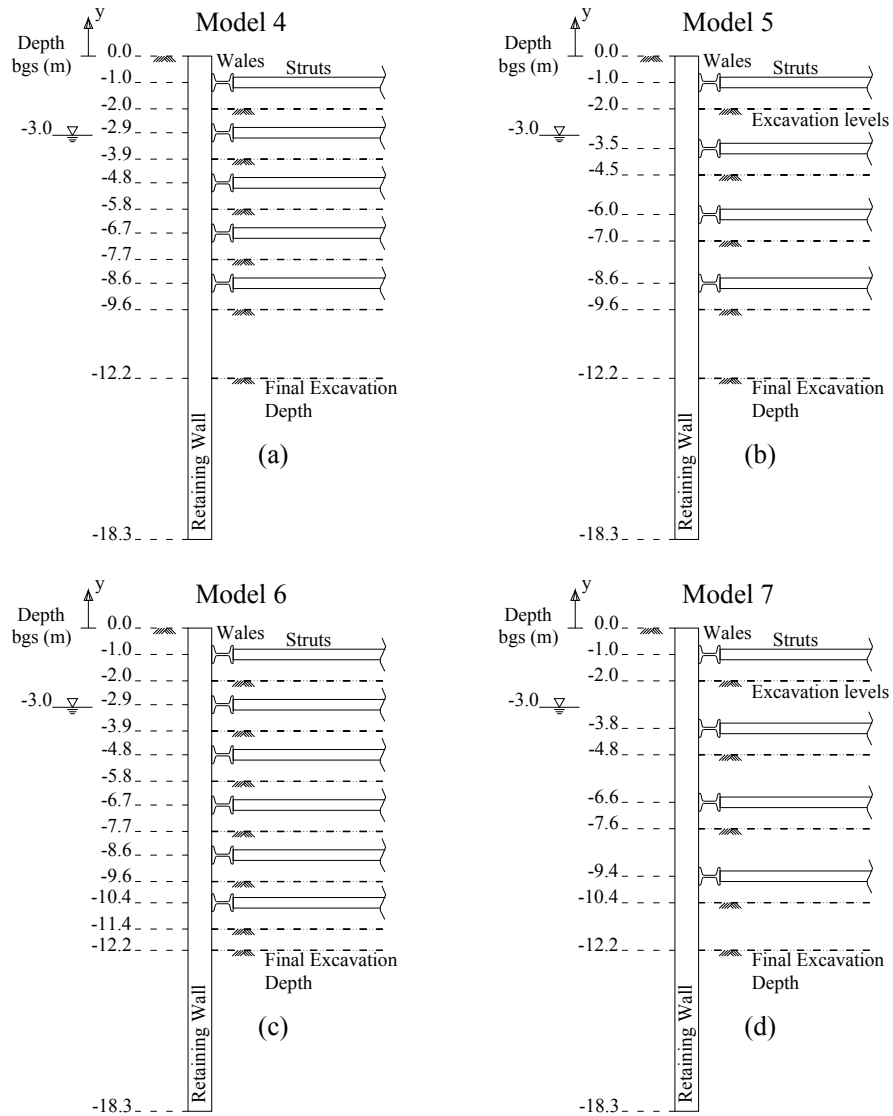 y
Model 4
Depth
bgs (m)
0.0
Wales
Struts
-1.0
-2.0
-3.0
-2.9
-3.9
-4.8
-5.8
-6.7
-7.7
-8.6
-9.6
-12.2
Final Excavation
Depth
Retaining Wall
(a)
-18.3
y
Model 5
Depth
bgs (m)
0.0
Wales
Struts
-1.0
-2.0
Excavation levels
-3.0
-3.5
-4.5
-6.0
-7.0
-8.6
-9.6
-12.2
Final Excavation
Depth
Retaining Wall
(b)
-18.3
y
Model 6
Depth
bgs (m)
0.0
Wales
Struts
-1.0
-2.0
-3.0
-2.9
-3.9
-4.8
-5.8
-6.7
-7.7
-8.6
-9.6
-10.4
-11.4
-12.2
Final Excavation
Depth
Retaining Wall
(c)
-18.3
y
Model 7
Depth
bgs (m)
0.0
Wales
Struts
-1.0
-2.0
Excavation levels
-3.0
-3.8
-4.8
-6.6
-7.6
-9.4
-10.4
-12.2
Final Excavation
Depth
Retaining Wall
(d)
-18.3